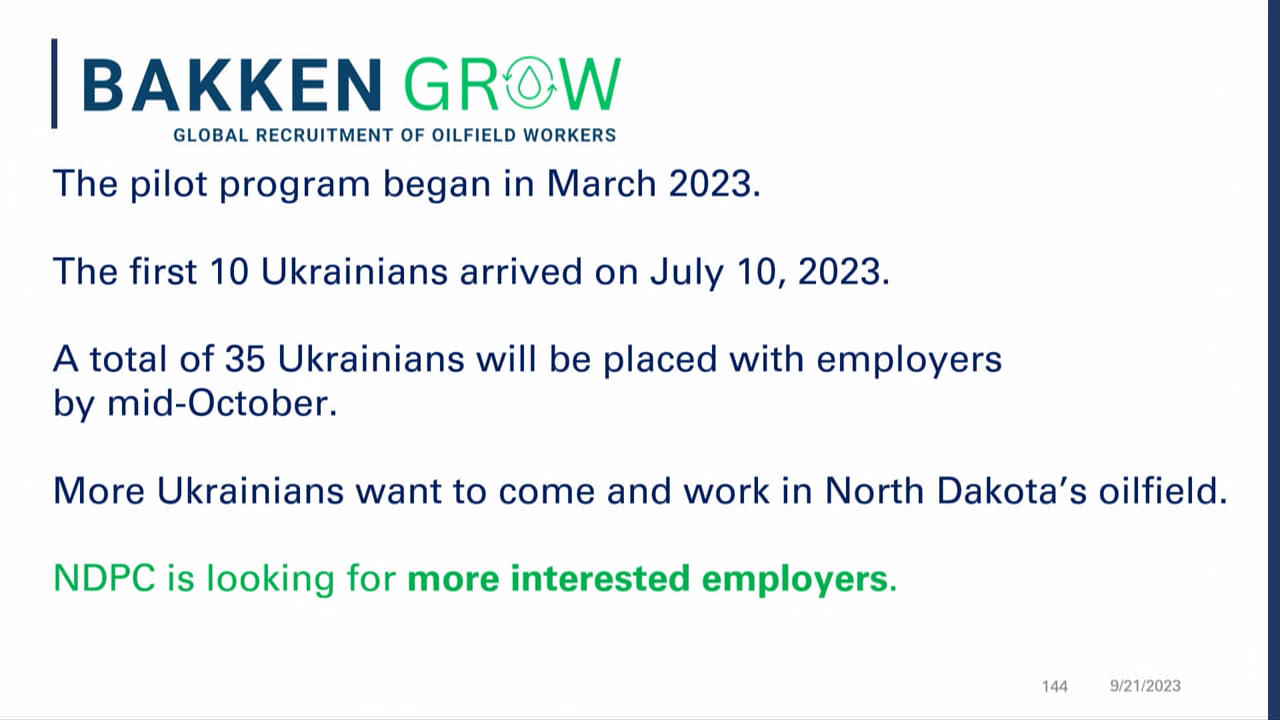 BAKKEN GROW
GLOBAL RECRUITMENT OF OILFIELD WORKERS
The pilot program began in March 2023.
The first 10 Ukrainians arrived on July 10, 2023.
A total of 35 Ukrainians will be placed with employers
by mid-October.
More Ukrainians want to come and work in North Dakota’s oilfield.
NDPC is looking for more interested employers.
144 9/21/2023